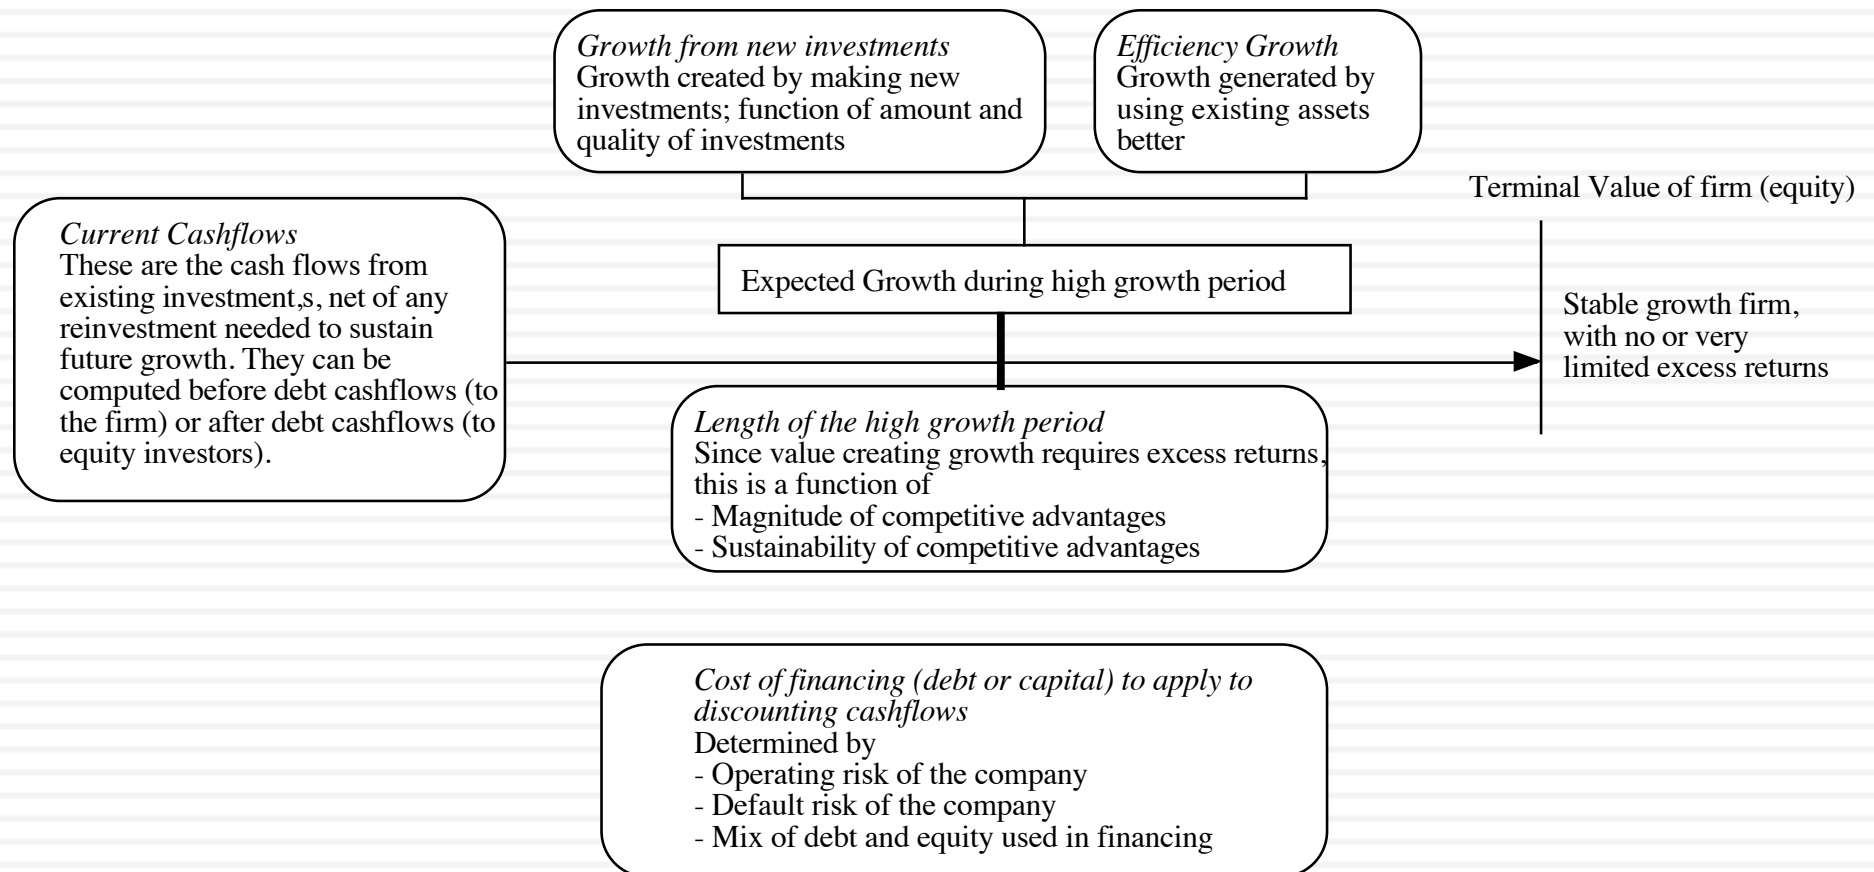 Growth from new investments
Growth created by making new
investments; function of amount and
quality of investments
Efficiency Growth
Growth generated by
using existing assets
better
Terminal Value of firm (equity)
Current Cashflows
These are the cash flows from
existing investment,s, net of any
reinvestment needed to sustain
future growth. They can be
computed before debt cashflows (to
the firm) or after debt cashflows (to
equity investors).
Expected Growth during high growth period
Stable growth firm,
with no or very
limited excess returns
Length of the high growth period
Since value creating growth requires excess returns,
this is a function of
- Magnitude of competitive advantages
- Sustainability of competitive advantages
Cost of financing (debt or capital) to apply to
discounting cashflows
Determined by
- Operating risk of the company
- Default risk of the company
- Mix of debt and equity used in financing